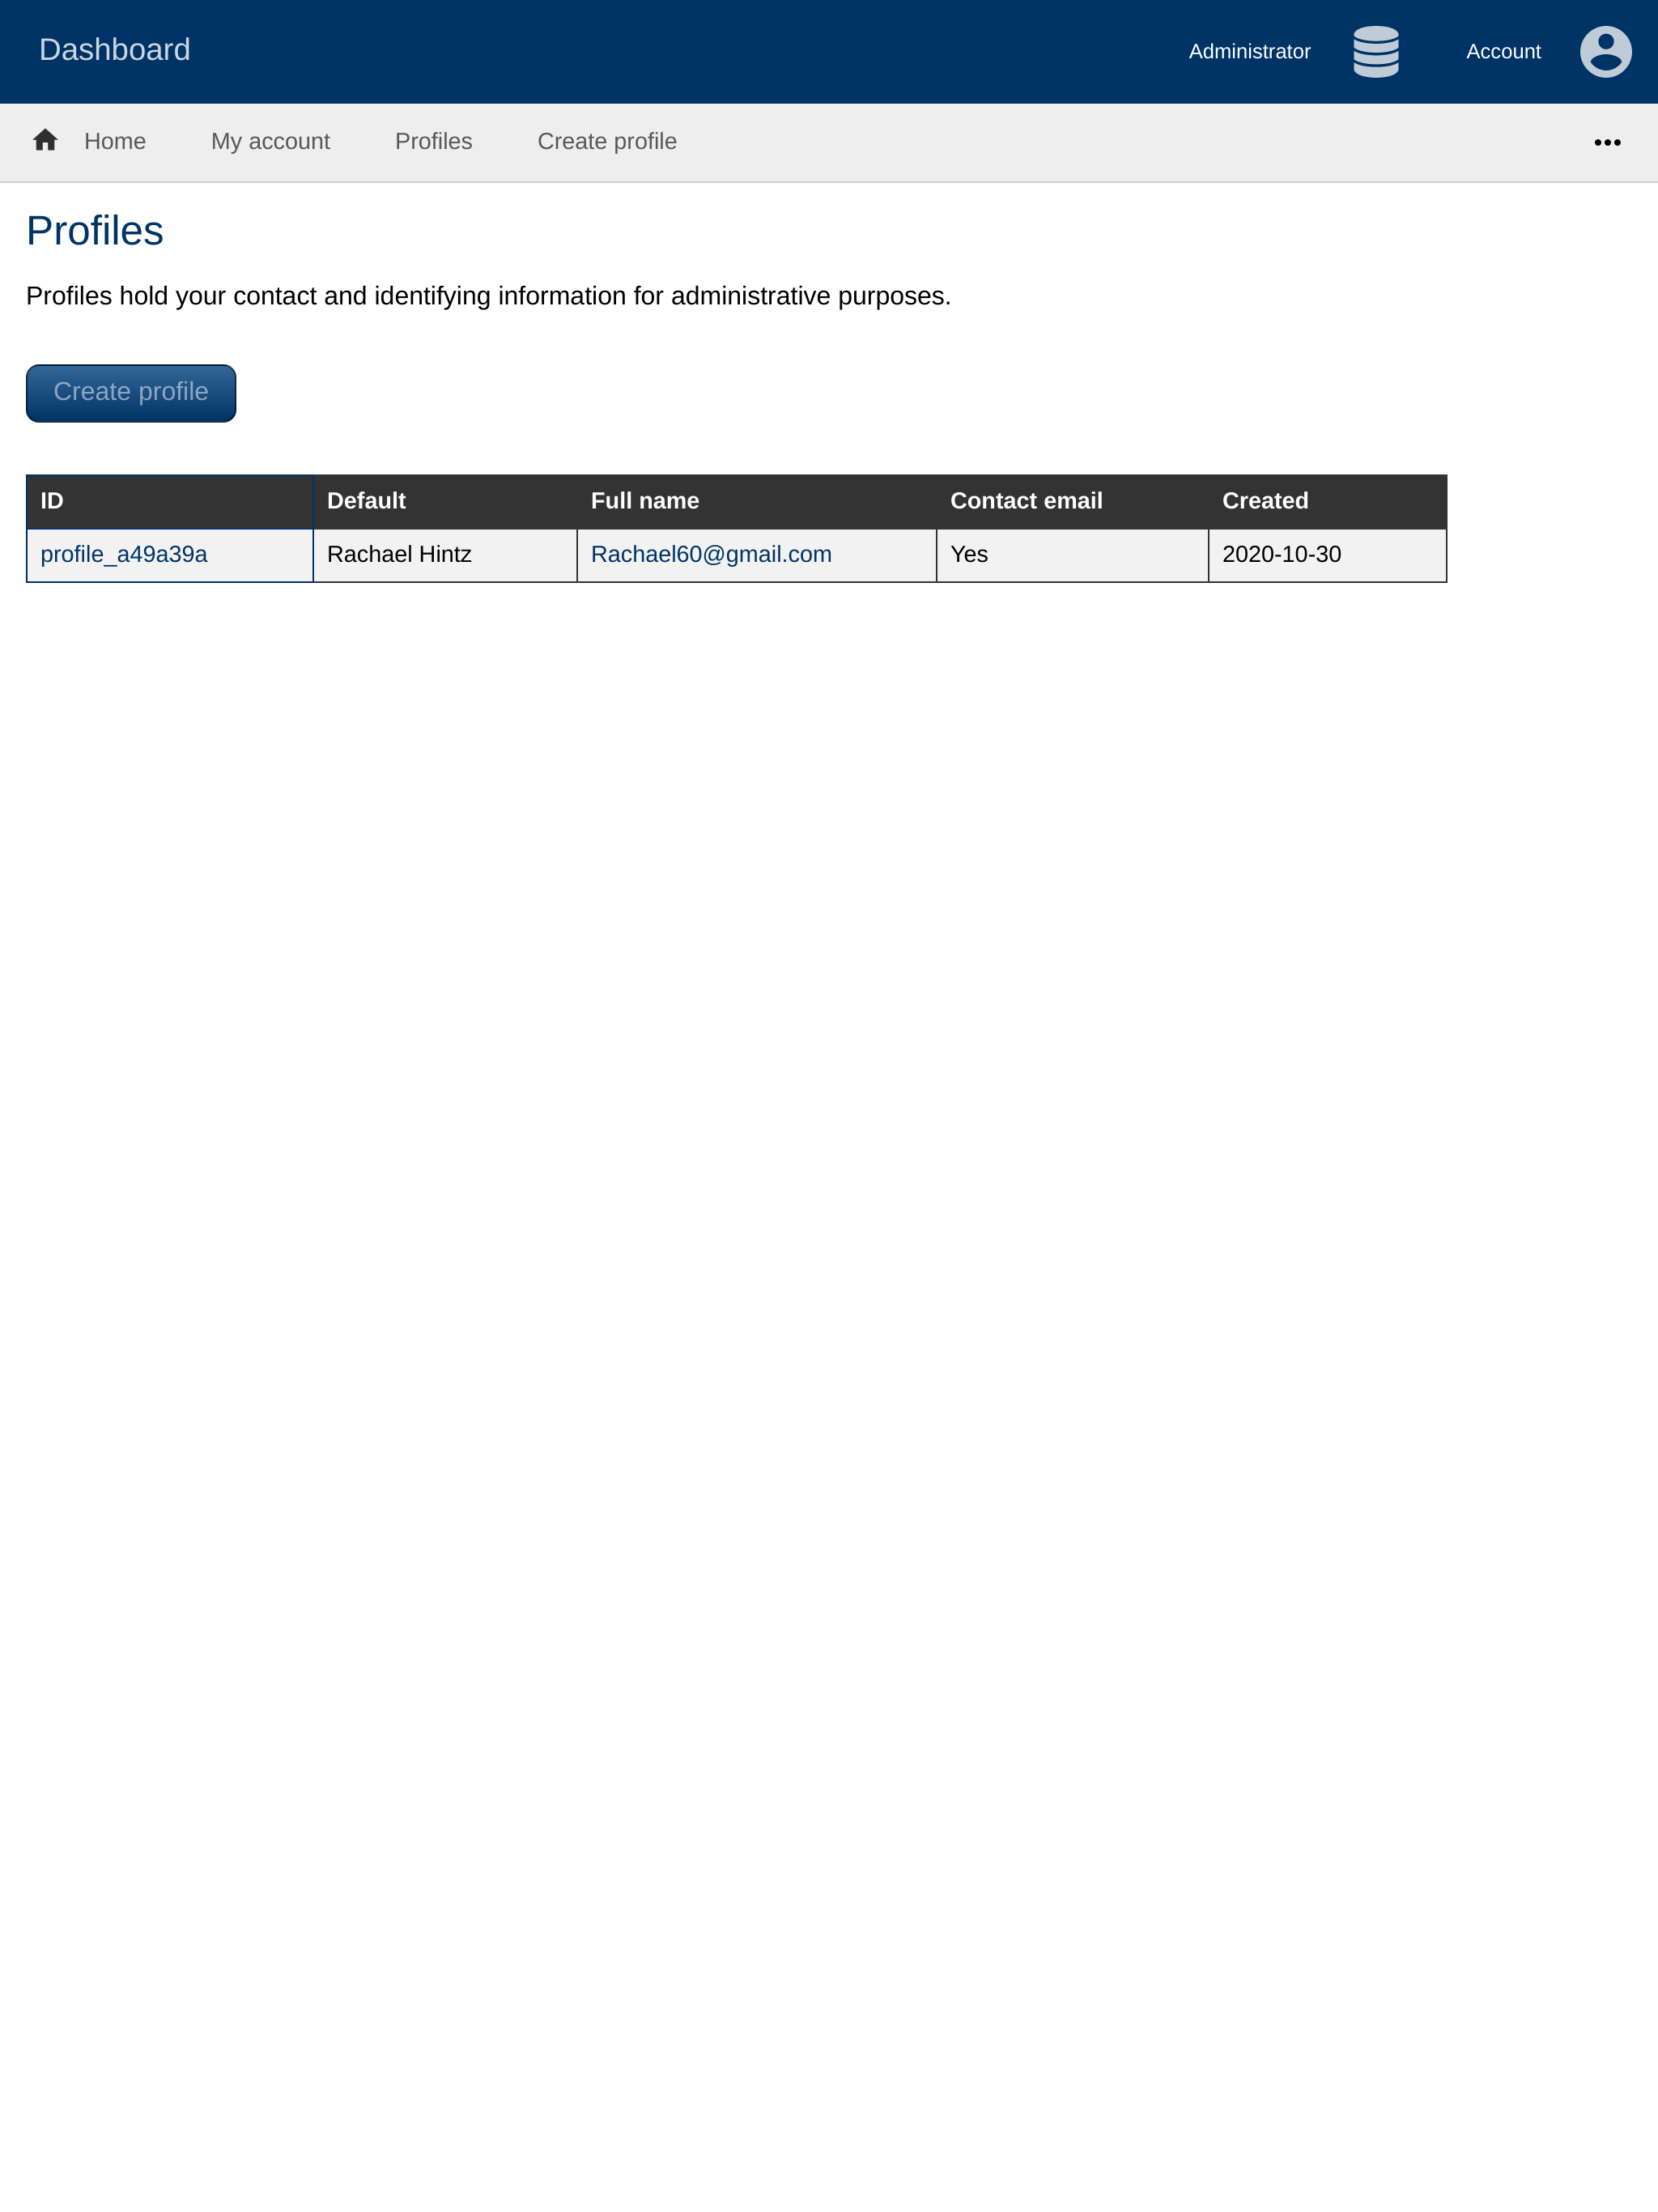 Dashboard Administrator Account
Home My account Profiles Create profile
Profiles
Profiles hold your contact and identifying information for administrative purposes.
Create profile
ID Default Full name Contact email Created
profile_a49a39a Rachael Hintz Rachael60@gmail.com Yes 2020-10-30